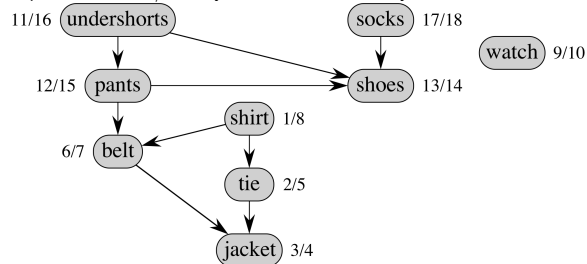 11/16 undershorts socks 17/18
watch 9/10
12/15 pants shoes 13/14
shirt 1/8
6/7 belt
tie 2/5
jacket 3/4